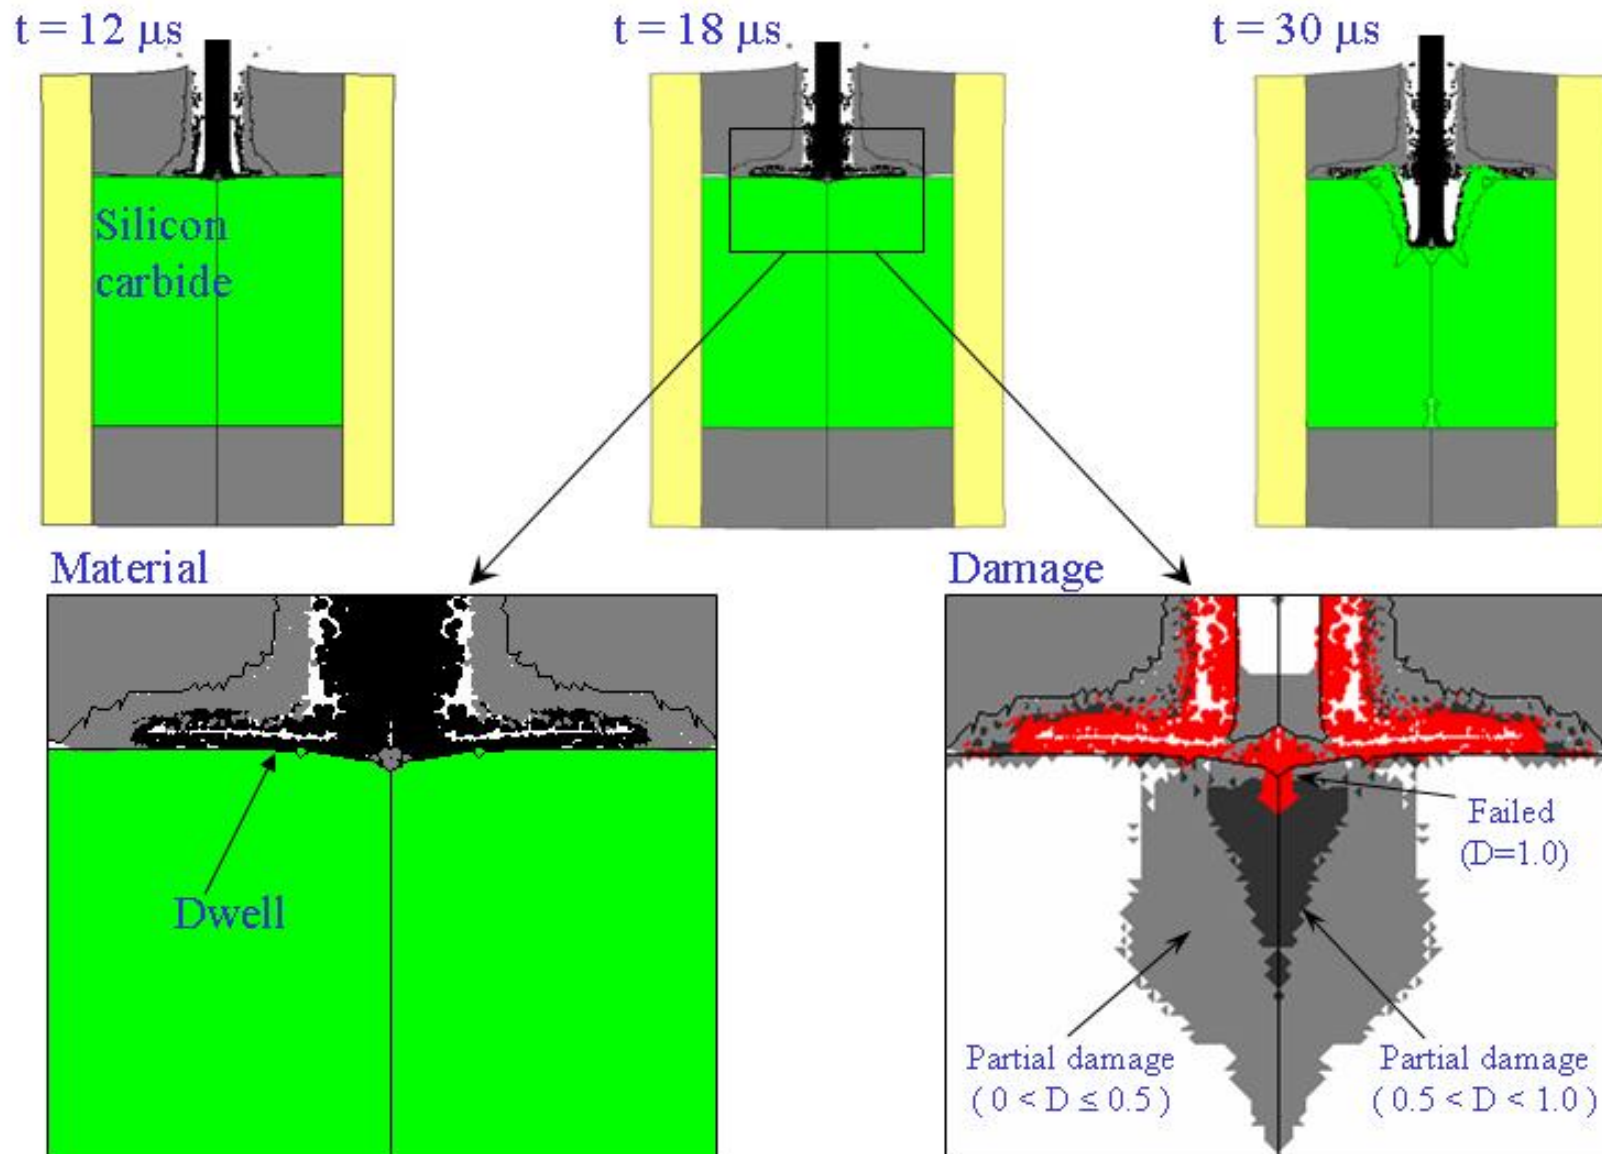 t = 12 μs
t = 18 μs
t = 30 μs
Silicon
carbide
Material
Damage
Dwell
Failed
(D=1.0)
Partial damage
( 0 < D ≤ 0.5 )
Partial damage
( 0.5 < D < 1.0 )